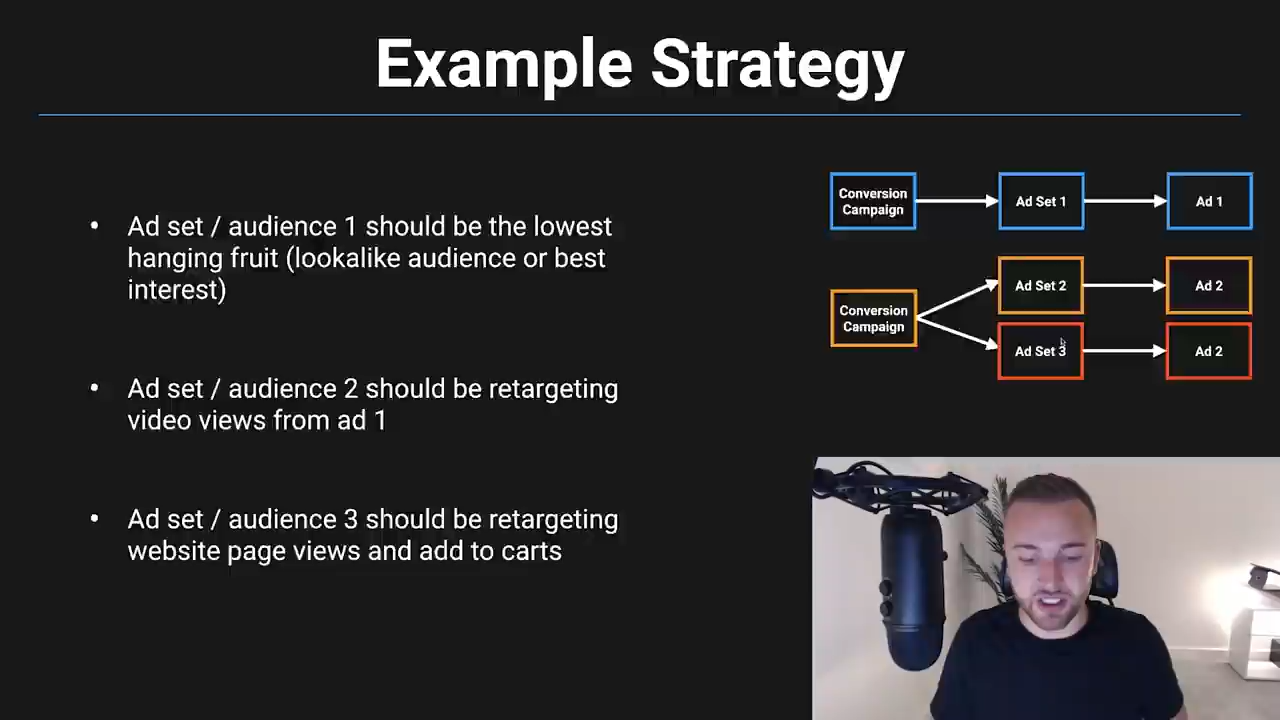 Example Strategy
• Ad set / audience 1 should be the lowest
hanging fruit (lookalike audience or best
interest)
• Ad set / audience 2 should be retargeting
video views from ad 1
• Ad set / audience 3 should be retargeting
website page views and add to carts
Conversion
Campaign
Ad Set 1
Ad 1
Conversion
Campaign
Ad Set 2
Ad 2
Ad Set 3
Ad 2